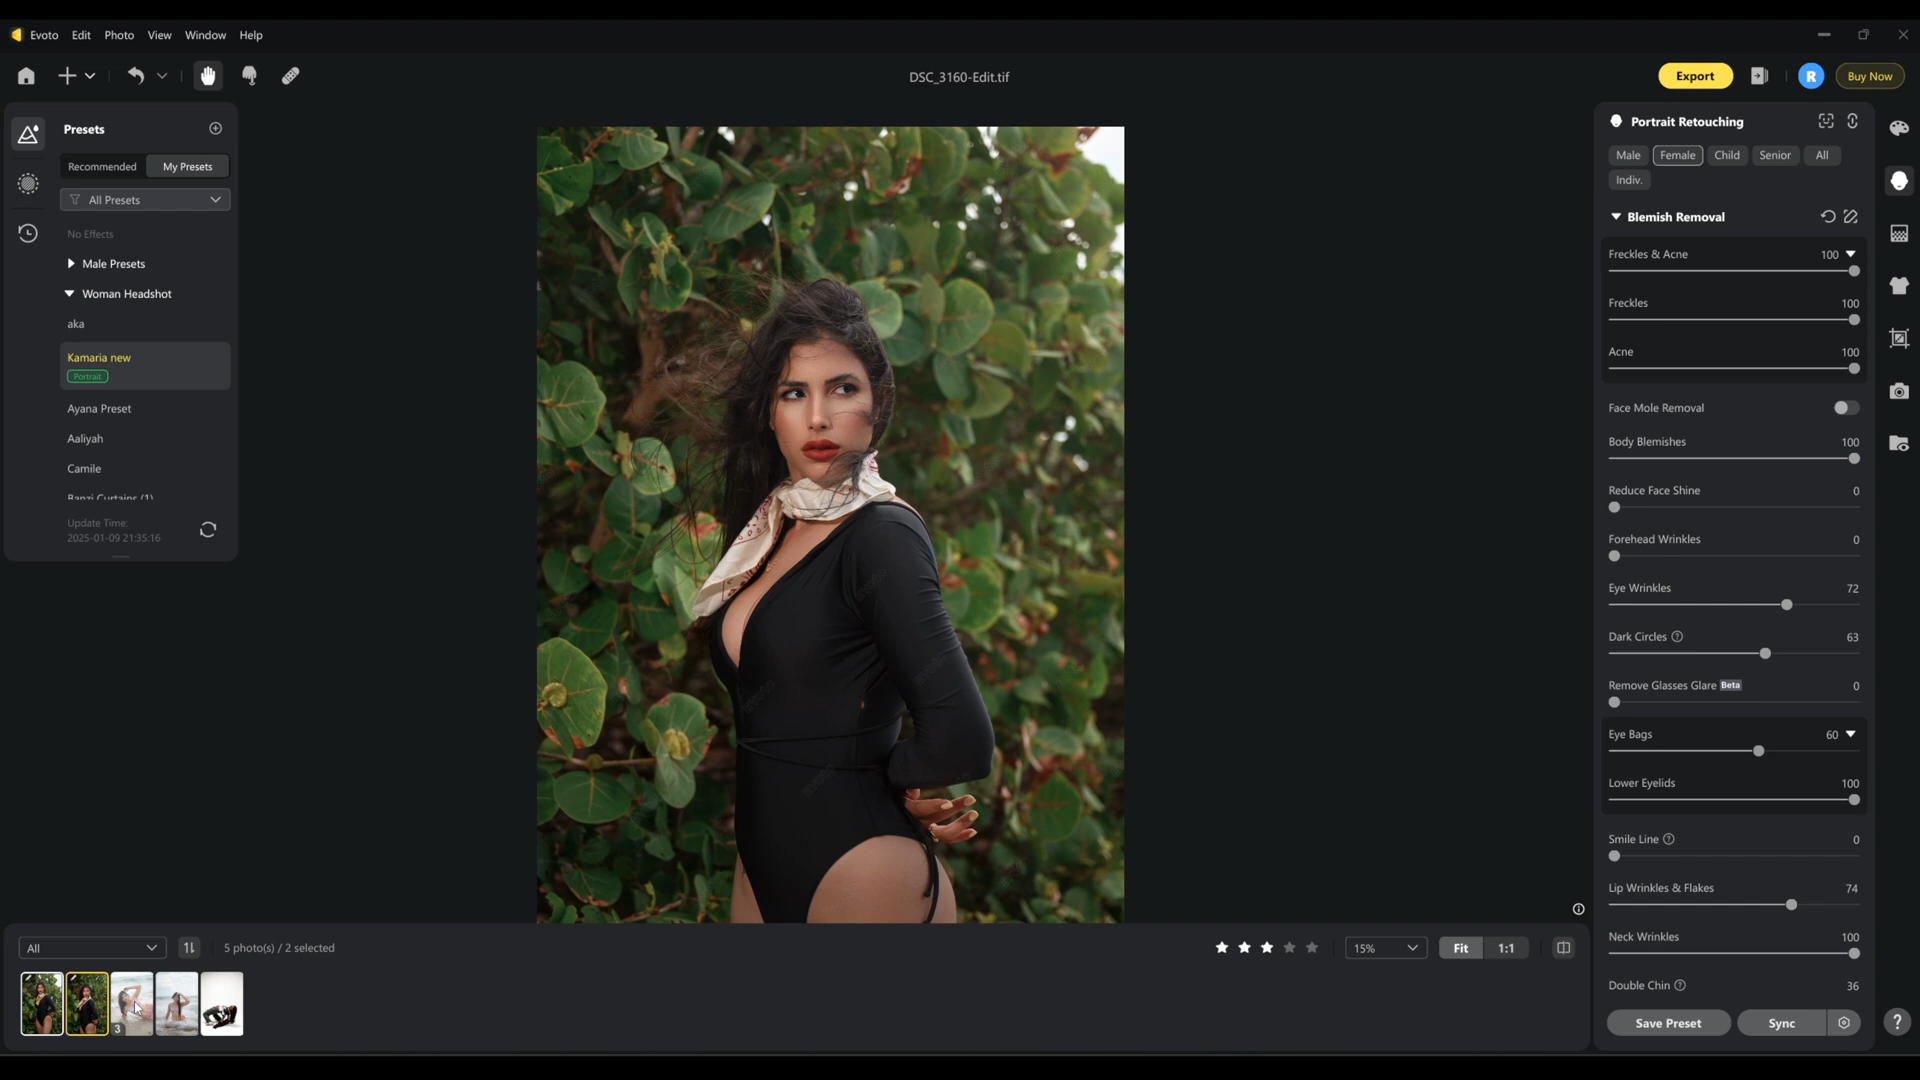 Evoto Edit Photo View Window Help
DSC_3160-Edit.tif
Export
R
Buy Now
Presets
Recommended
My Presets
All Presets
No Effects
Male Presets
Woman Headshot
aka
Kamaria new
Portrait
Ayana Preset
Aaliyah
Camile
Banzi Curtains (1)
Update Time:
2025-01-09 21:35:16
Portrait Retouching
Male Female Child Senior All
Indiv.
Blemish Removal
Freckles & Acne 100
Freckles 100
Acne 100
Face Mole Removal
Body Blemishes 100
Reduce Face Shine 0
Forehead Wrinkles 0
Eye Wrinkles 72
Dark Circles ? 63
Remove Glasses Glare Beta 0
Eye Bags 60
Lower Eyelids 100
Smile Line ? 0
Lip Wrinkles & Flakes 74
Neck Wrinkles 100
Double Chin ? 36
Save Preset
Sync
?
All
5 photo(s) / 2 selected
15%
Fit
1:1
3